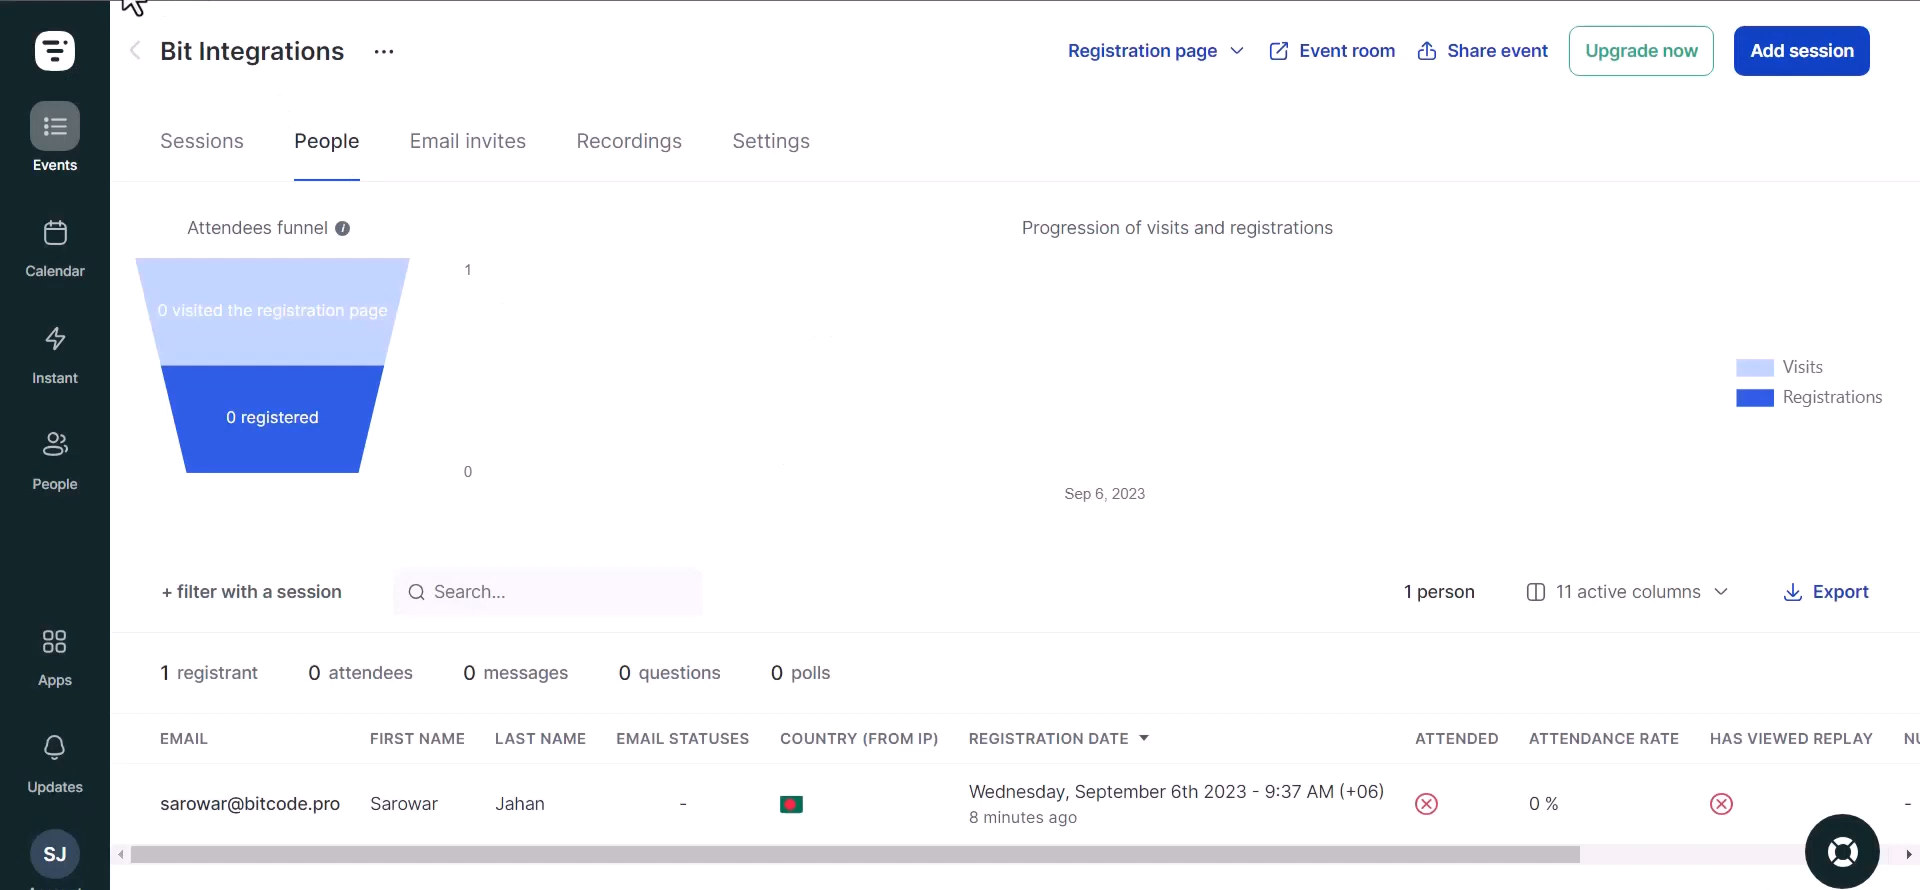 Bit Integrations ...
Registration page
Event room
Share event
Upgrade now
Add session
Events
Calendar
Instant
People
Apps
Updates
SJ
Sessions
People
Email invites
Recordings
Settings
Attendees funnel
0 visited the registration page
0 registered
Progression of visits and registrations
1
0
Sep 6, 2023
Visits
Registrations
+ filter with a session
Search...
1 person
11 active columns
Export
1 registrant
0 attendees
0 messages
0 questions
0 polls
EMAIL FIRST NAME LAST NAME EMAIL STATUSES COUNTRY (FROM IP) REGISTRATION DATE ATTENDED ATTENDANCE RATE HAS VIEWED REPLAY
sarowar@bitcode.pro Sarowar Jahan - Wednesday, September 6th 2023 - 9:37 AM (+06) 0 % -
8 minutes ago